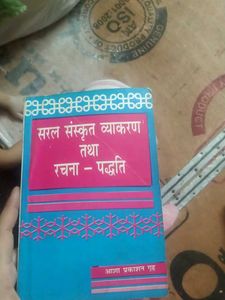 सरल संस्कृत व्याकरण
तथा
रचना - पद्धति
आशा प्रकाशन गृह